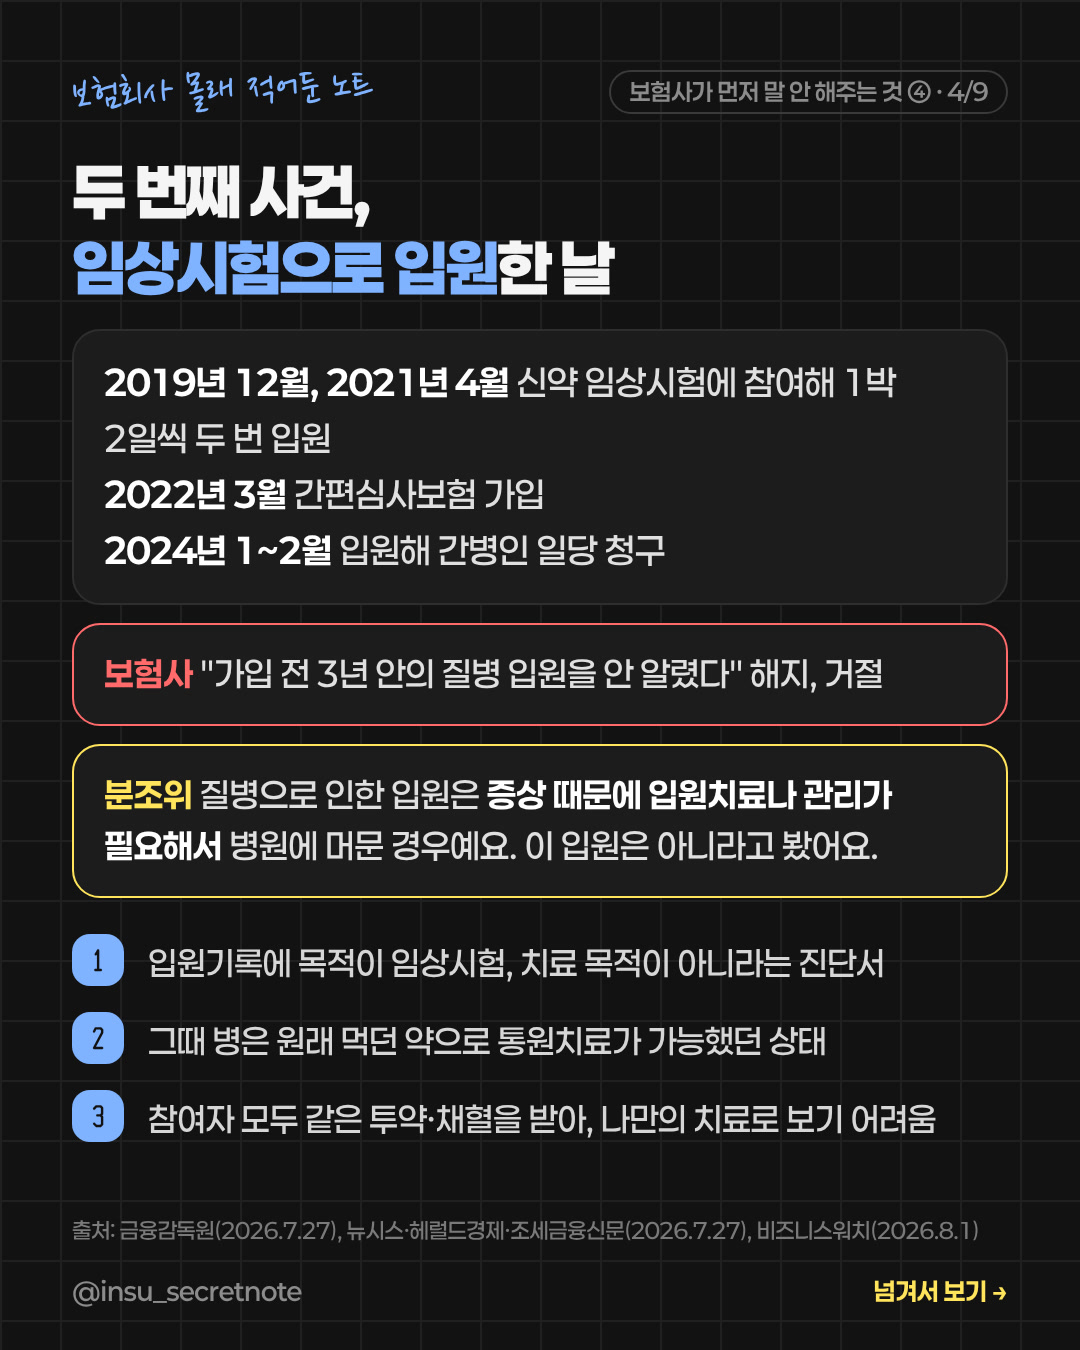 보험회사 몰래 적어둔 노트
보험사가 먼저 말 안 해주는 것 ④ · 4/9
두 번째 사건,
임상시험으로 입원한 날
2019년 12월, 2021년 4월 신약 임상시험에 참여해 1박
2일씩 두 번 입원
2022년 3월 간편심사보험 가입
2024년 1~2월 입원해 간병인 일당 청구
보험사 "가입 전 3년 안의 질병 입원을 안 알렸다" 해지, 거절
분조위 질병으로 인한 입원은 증상 때문에 입원치료나 관리가
필요해서 병원에 머문 경우예요. 이 입원은 아니라고 봤어요.
1 입원기록에 목적이 임상시험, 치료 목적이 아니라는 진단서
2 그때 병은 원래 먹던 약으로 통원치료가 가능했던 상태
3 참여자 모두 같은 투약·채혈을 받아, 나만의 치료로 보기 어려움
출처: 금융감독원(2026.7.27), 뉴시스·헤럴드경제·조세금융신문(2026.7.27), 비즈니스워치(2026.8.1)
@insu_secretnote
넘겨서 보기 →